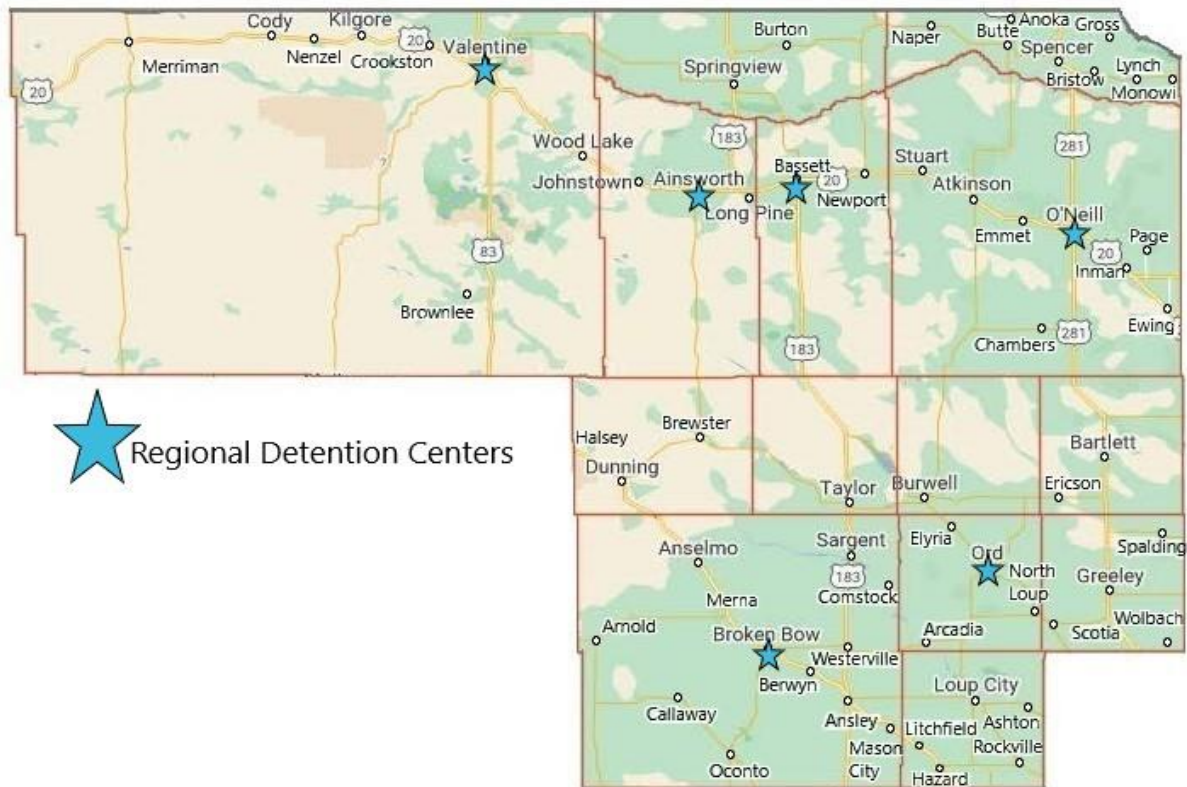 Cody
Kilgore
20
Nenzel
Crookston
Valentine
Merriman
20
Burton
Springview
Naper
Anoka
Butte
Gross
Spencer
Bristow
Lynch
Monowi
Wood Lake
183
Johnstown
Ainsworth
Long Pine
Bassett
20
Newport
Stuart
Atkinson
281
O'Neill
Emmet
Page
20
Inman
Ewing
83
Brownlee
183
Chambers
281
Regional Detention Centers
Halsey
Brewster
Dunning
Taylor
Burwell
Bartlett
Ericson
Anselmo
Sargent
183
Comstock
Merna
Arnold
Broken Bow
Westerville
Berwyn
Callaway
Ansley
Mason
City
Oconto
Elyria
Ord
North
Loup
Arcadia
Spalding
Greeley
Wolbach
Scotia
Loup City
Ashton
Litchfield
Rockville
Hazard